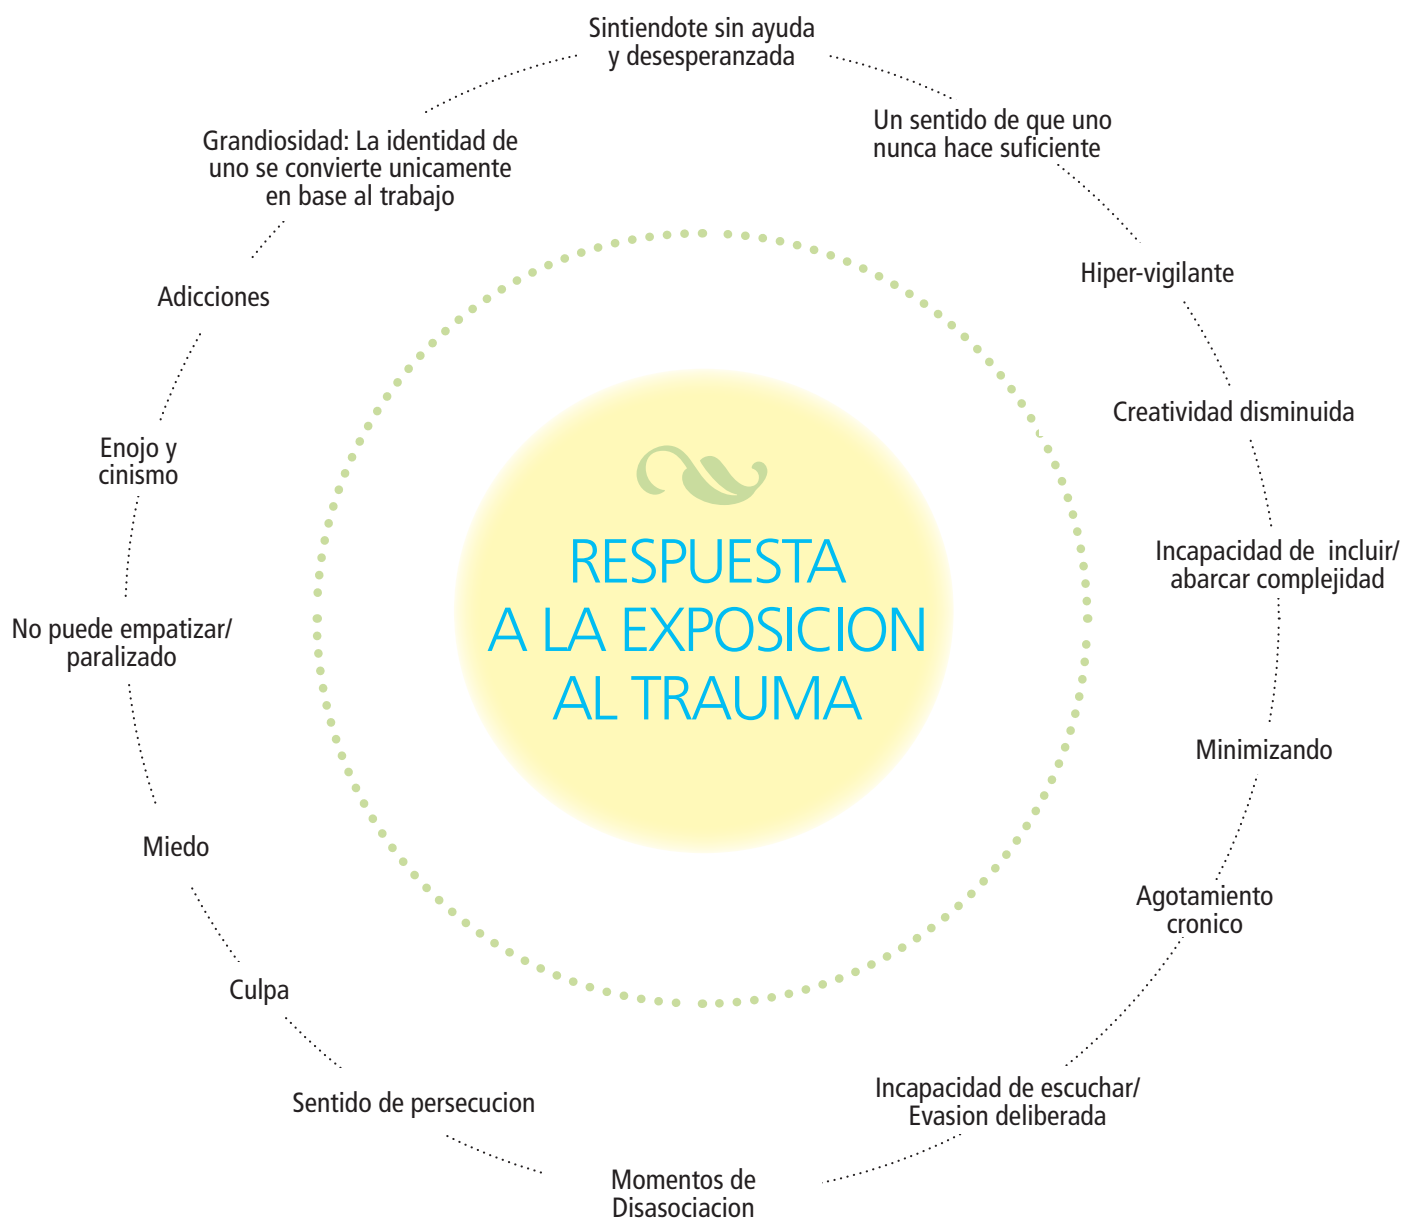 Sintiendote sin ayuda
y desesperanzada
Un sentido de que uno
nunca hace suficiente
Hiper-vigilante
Creatividad disminuida
Incapacidad de  incluir/
abarcar complejidad
Minimizando
Agotamiento
cronico
Incapacidad de escuchar/
Evasion deliberada
Momentos de
Disasociacion
Sentido de persecucion
Culpa
Miedo
No puede empatizar/
paralizado
Enojo y
cinismo
Adicciones
Grandiosidad: La identidad de
uno se convierte unicamente
en base al trabajo
RESPUESTA
A LA EXPOSICION
AL TRAUMA